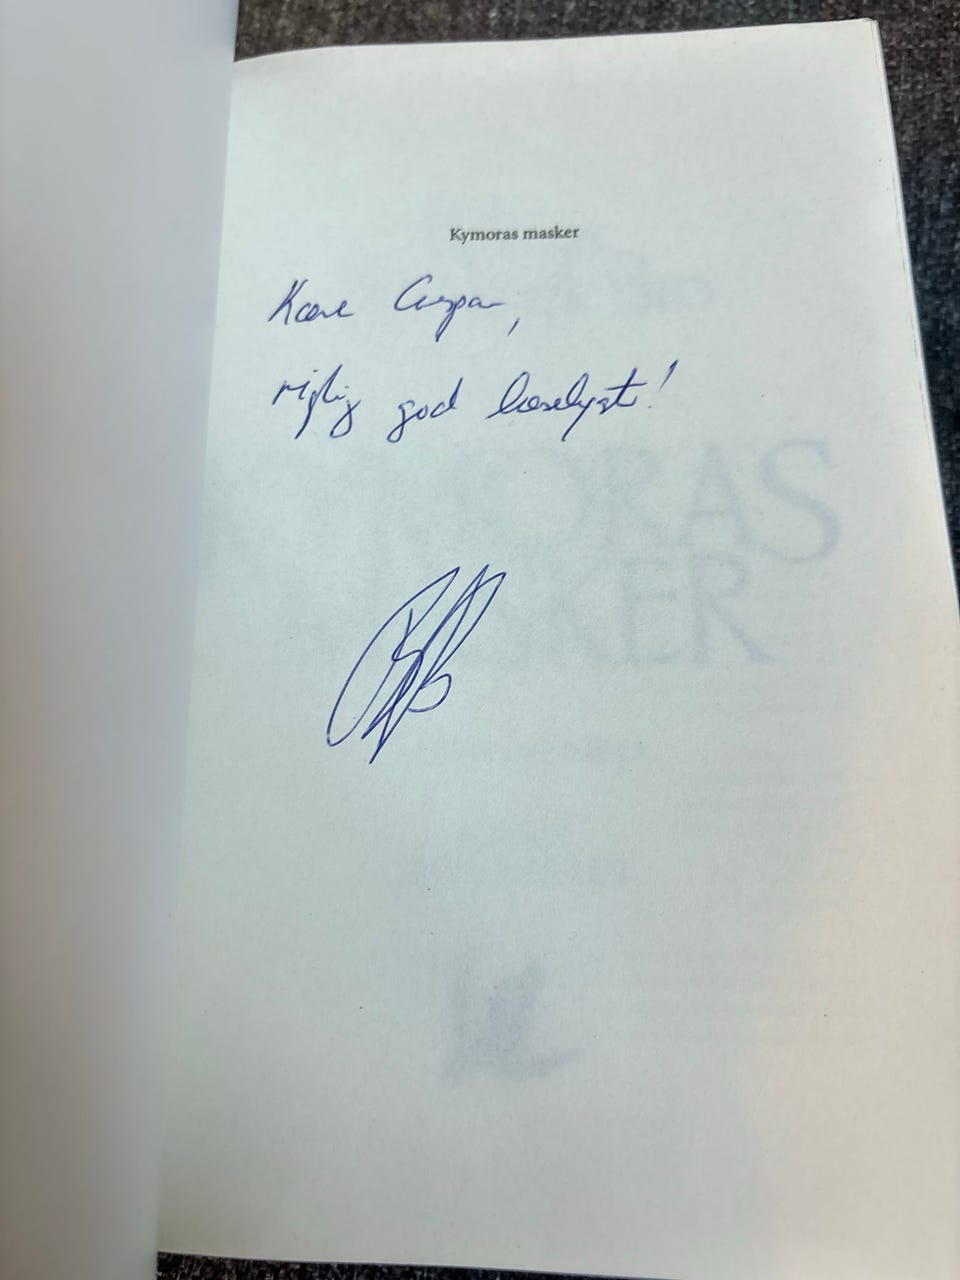 Kymoras masker
Kære Caspar,
rigtig god læselyst!